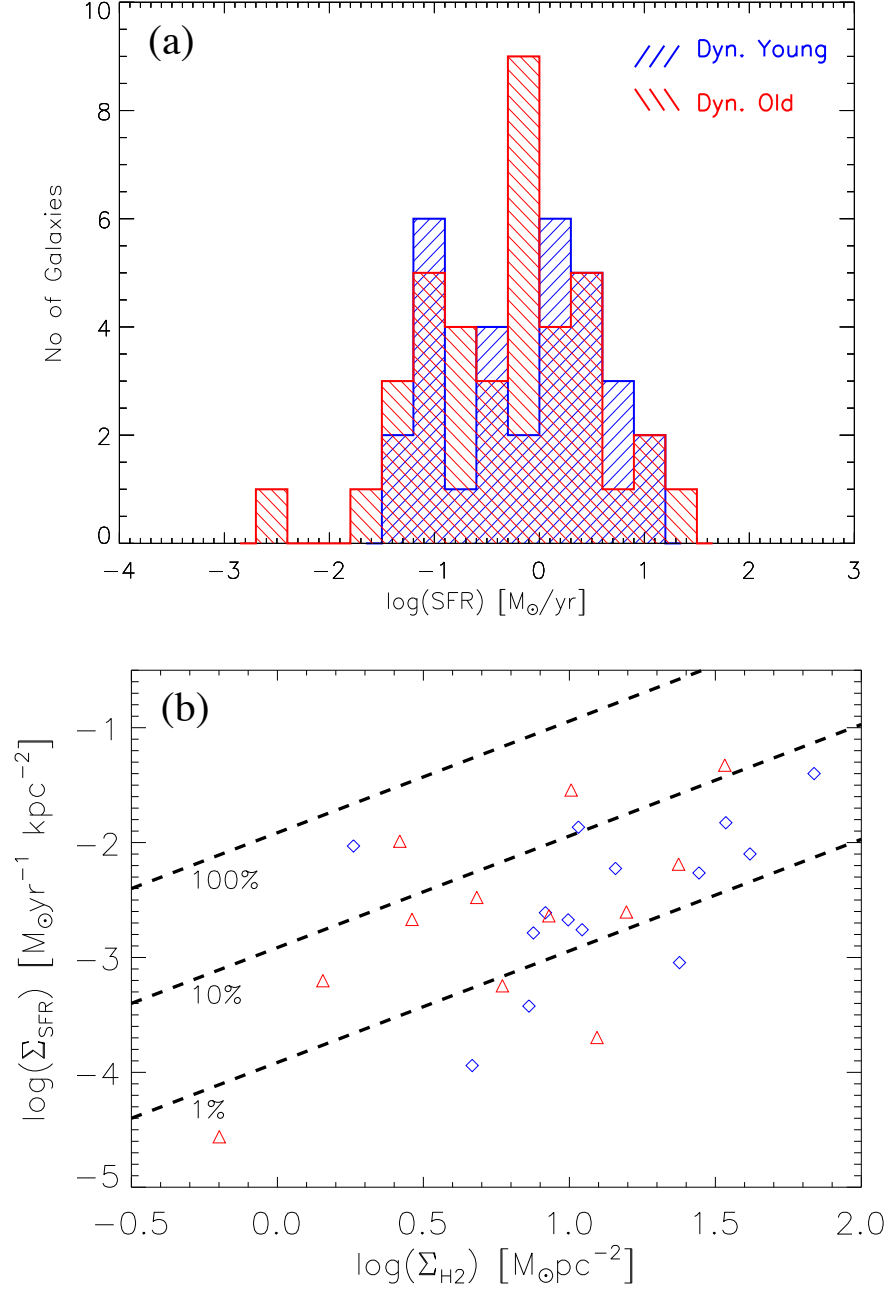 (a)
Dyn. Young
Dyn. Old
10
8
6
4
2
0
No of Galaxies
−4 −3 −2 −1 0 1 2 3
log(SFR) [M⊙/yr]
(b)
−1
−2
−3
−4
−5
log(Σ_SFR) [M⊙yr⁻¹ kpc⁻²]
100%
10%
1%
−0.5 0.0 0.5 1.0 1.5 2.0
log(Σ_H2) [M⊙pc⁻²]